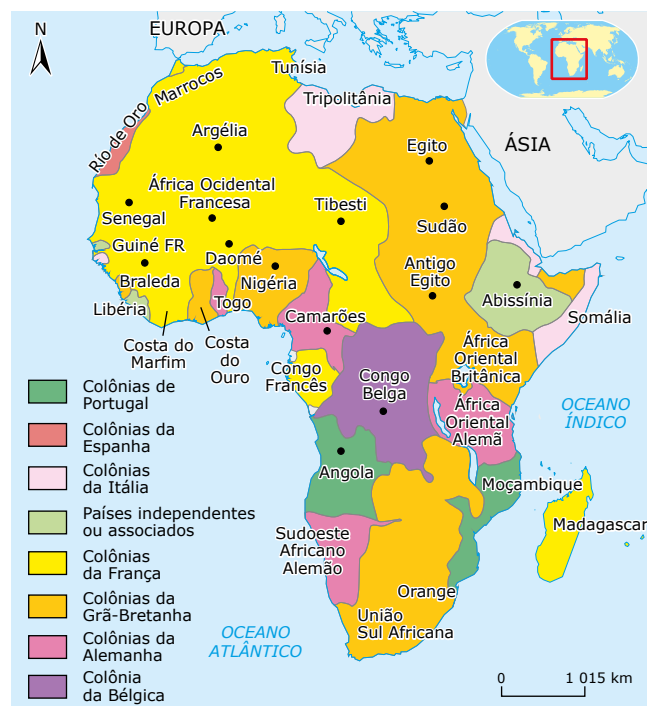 EUROPA
N
Tunísia
Marrocos
Tripolitânia
Río de Oro
Argélia
Egito
ÁSIA
África Ocidental
Francesa
Tibesti
Senegal
Sudão
Guiné FR
Daomé
Antigo
Egito
Braleda
Nigéria
Abissínia
Libéria
Togo
Camarões
Somália
Costa do
Marfim
Costa
do
Ouro
África
Oriental
Britânica
Congo
Francês
Congo
Belga
África
Oriental
Alemã
OCEANO
ÍNDICO
Angola
Moçambique
Madagascar
Sudoeste
Africano
Alemão
Orange
União
Sul Africana
OCEANO
ATLÂNTICO
Colônias de
Portugal
Colônias da
Espanha
Colônias
da Itália
Países independentes
ou associados
Colônias
da França
Colônias da
Grã-Bretanha
Colônias da
Alemanha
Colônia
da Bélgica
0 1 015 km